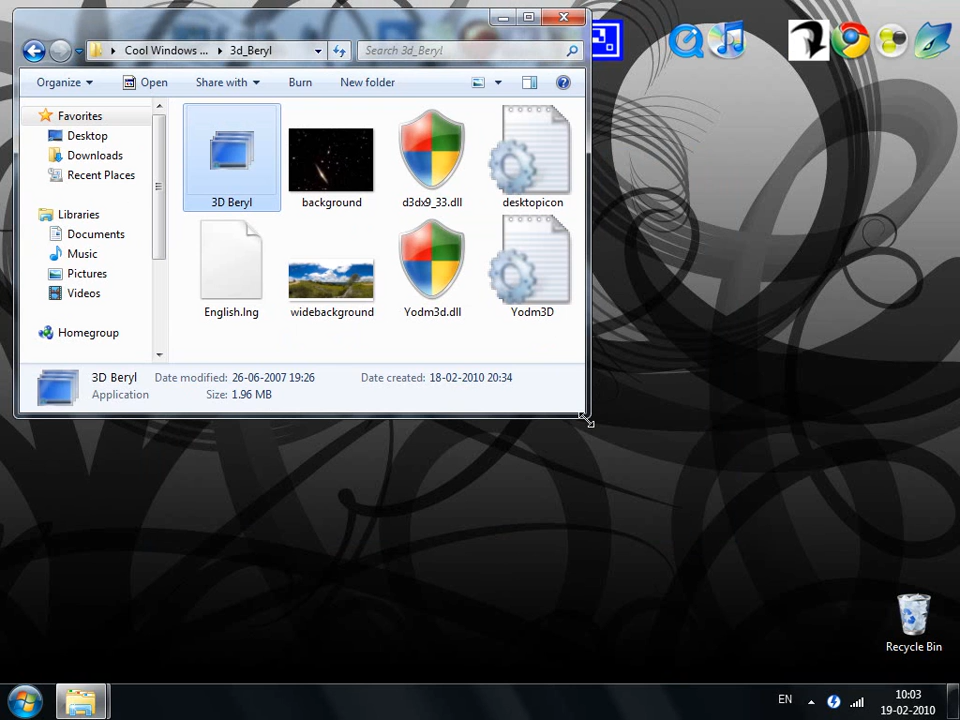 Cool Windows ... 3d_Beryl Search 3d_Beryl
Organize Open Share with Burn New folder
Favorites
Desktop
Downloads
Recent Places
Libraries
Documents
Music
Pictures
Videos
Homegroup
3D Beryl background d3dx9_33.dll desktopicon
English.lng widebackground Yodm3d.dll Yodm3D
3D Beryl Date modified: 26-06-2007 19:26 Date created: 18-02-2010 20:34
Application Size: 1.96 MB
Recycle Bin
EN 10:03
19-02-2010